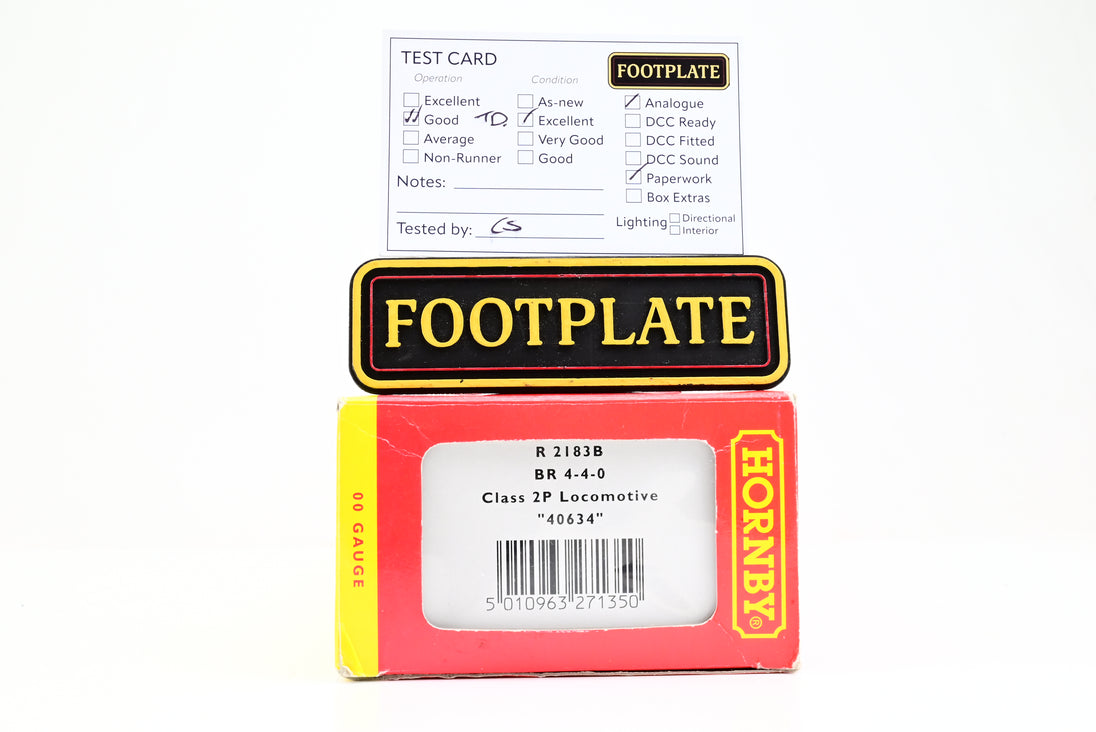 TEST CARD
FOOTPLATE
Operation
Condition
Excellent
As-new
Analogue
Good
TD.
Excellent
DCC Ready
Average
Very Good
DCC Fitted
Non-Runner
Good
DCC Sound
Notes:
Paperwork
Box Extras
Lighting
Directional
Interior
Tested by: CS
FOOTPLATE
R 2183B
BR 4-4-0
Class 2P Locomotive
"40634"
5 010963 271350
00 GAUGE
HORNBY®